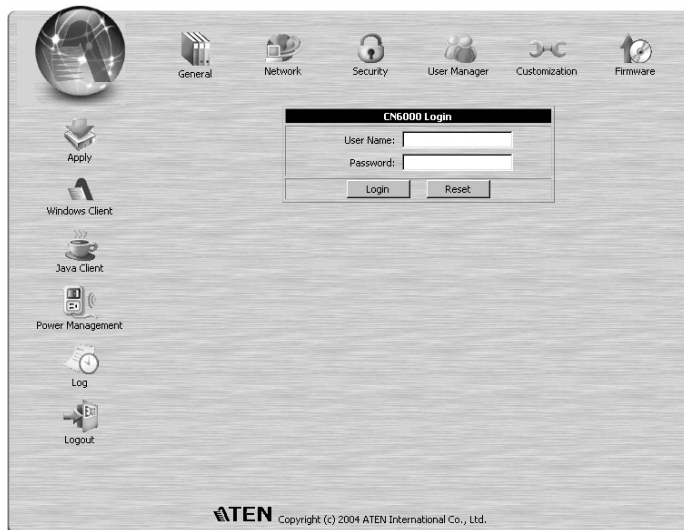 General
Network
Security
User Manager
Customization
Firmware
CN6000 Login
User Name:
Password:
Login
Reset
Apply
Windows Client
Java Client
Power Management
Log
EXIT
Logout
ATEN Copyright (c) 2004 ATEN International Co., Ltd.